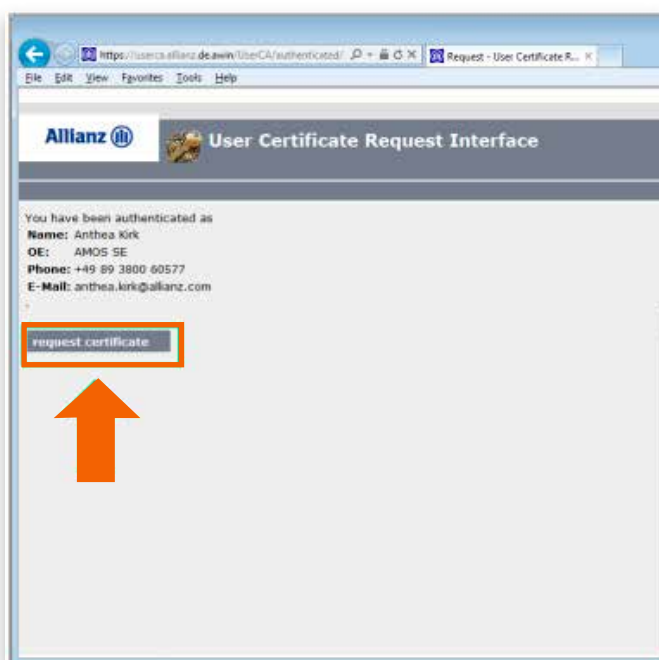 https://userca.allianz.de.awin/UserCA/authenticated/
Request - User Certificate R...
File Edit View Favorites Tools Help
Allianz
User Certificate Request Interface
You have been authenticated as
Name: Anthea Kirk
OE: AMOS SE
Phone: +49 89 3800 60577
E-Mail: anthea.kirk@allianz.com
.
request certificate